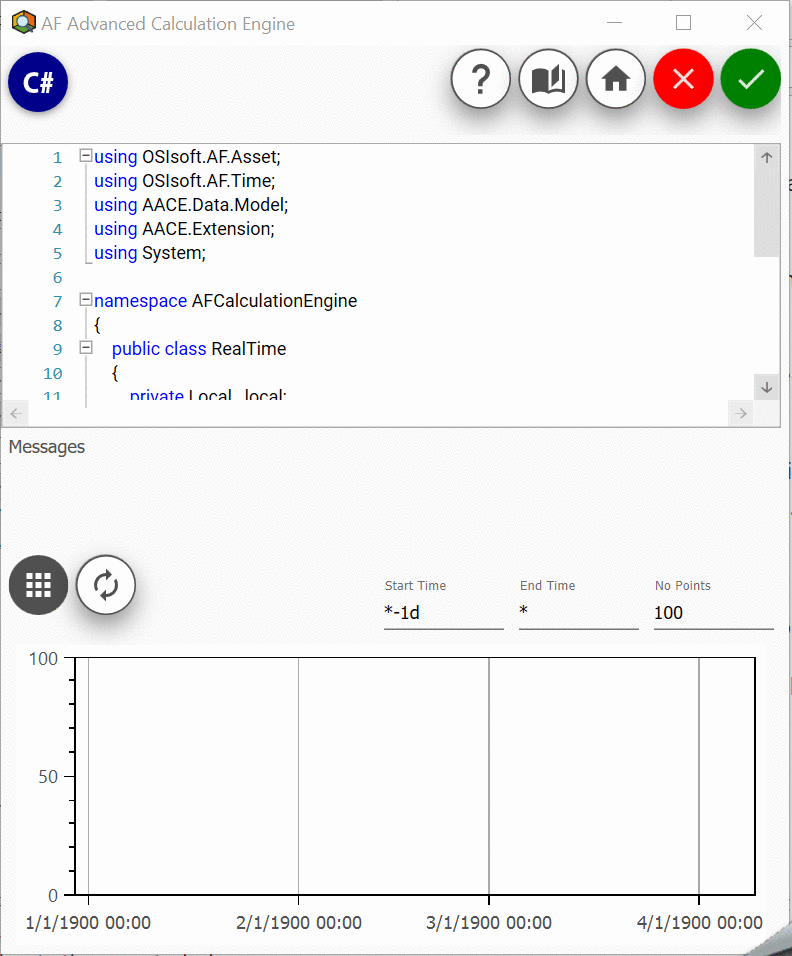 AF Advanced Calculation Engine
C#
?
1 using OSIsoft.AF.Asset;
2 using OSIsoft.AF.Time;
3 using AACE.Data.Model;
4 using AACE.Extension;
5 using System;
6
7 namespace AFCalculationEngine
8 {
9 public class RealTime
10 {
11 private Local _local;
Messages
Start Time End Time No Points
*-1d * 100
100
50
0
1/1/1900 00:00 2/1/1900 00:00 3/1/1900 00:00 4/1/1900 00:00